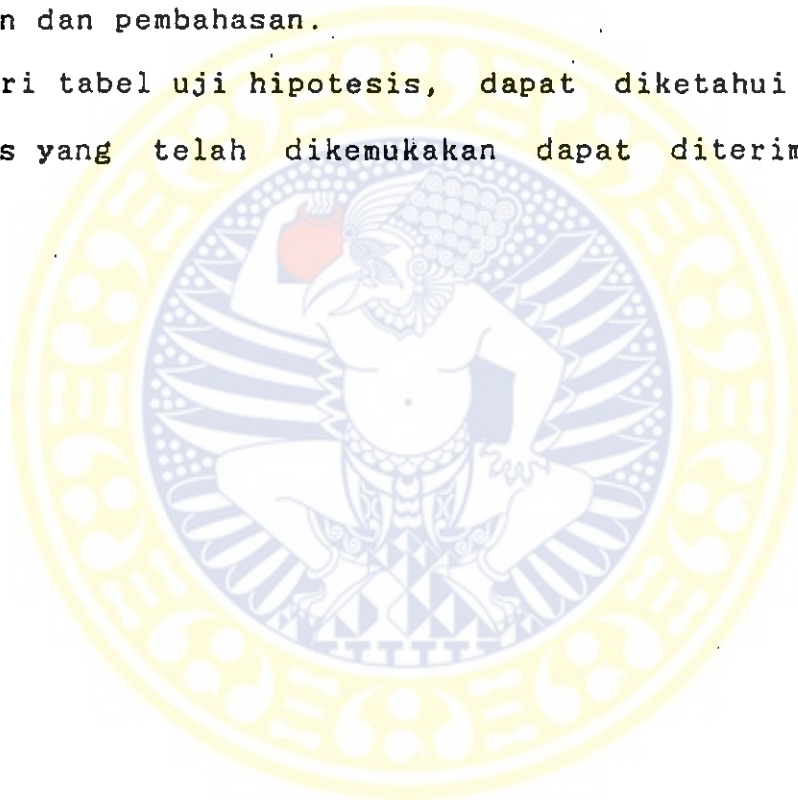 n dan pembahasan.
ri tabel uji hipotesis, dapat diketahui
s yang telah dikemukakan dapat diterim